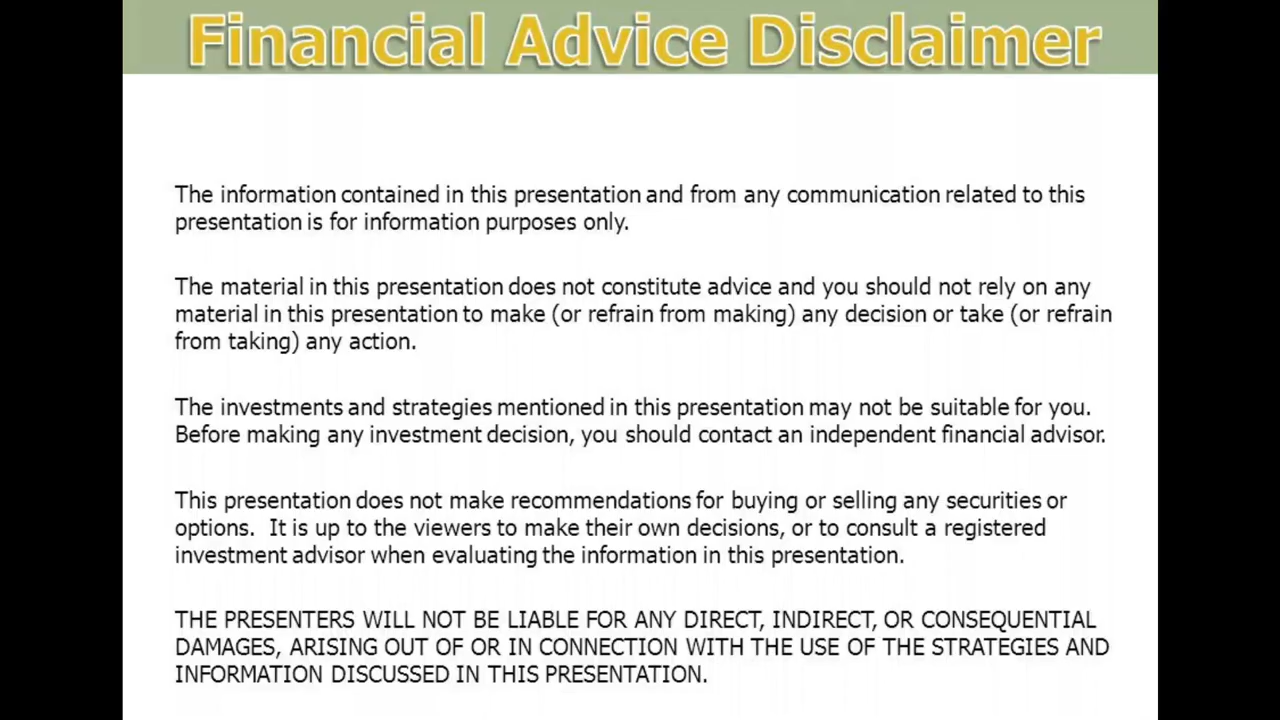 Financial Advice Disclaimer
The information contained in this presentation and from any communication related to this
presentation is for information purposes only.
The material in this presentation does not constitute advice and you should not rely on any
material in this presentation to make (or refrain from making) any decision or take (or refrain
from taking) any action.
The investments and strategies mentioned in this presentation may not be suitable for you.
Before making any investment decision, you should contact an independent financial advisor.
This presentation does not make recommendations for buying or selling any securities or
options.  It is up to the viewers to make their own decisions, or to consult a registered
investment advisor when evaluating the information in this presentation.
THE PRESENTERS WILL NOT BE LIABLE FOR ANY DIRECT, INDIRECT, OR CONSEQUENTIAL
DAMAGES, ARISING OUT OF OR IN CONNECTION WITH THE USE OF THE STRATEGIES AND
INFORMATION DISCUSSED IN THIS PRESENTATION.